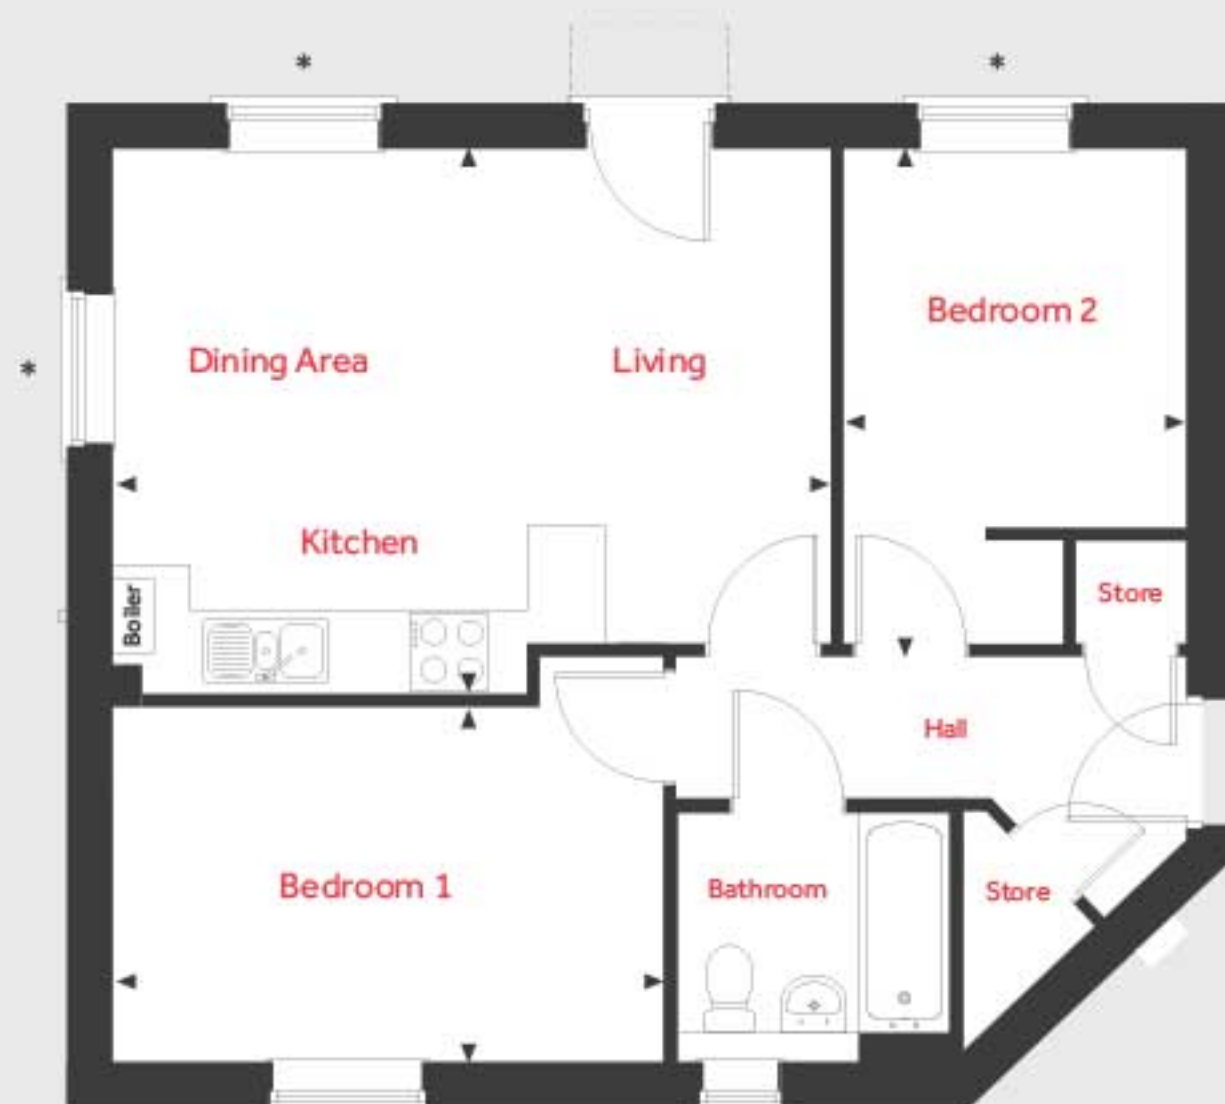 * *
Bedroom 2
* Dining Area Living
Kitchen
Boiler
Store
Hall
Bedroom 1
Bathroom
Store